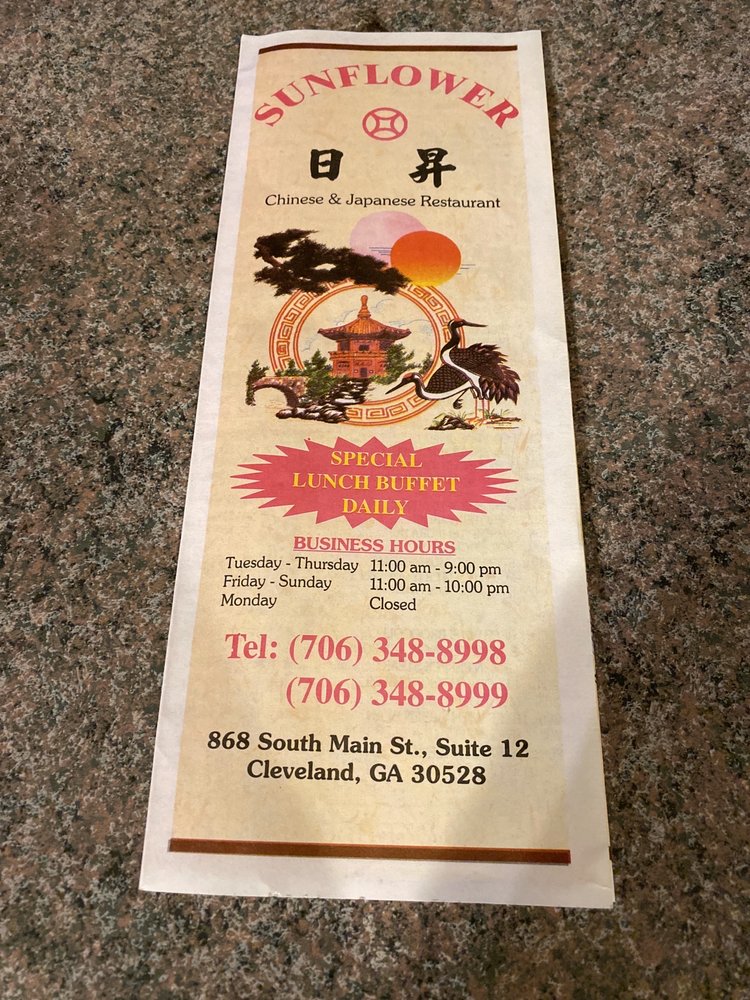 SUNFLOWER
日 昇
Chinese & Japanese Restaurant
SPECIAL
LUNCH BUFFET
DAILY
BUSINESS HOURS
Tuesday - Thursday 11:00 am - 9:00 pm
Friday - Sunday 11:00 am - 10:00 pm
Monday Closed
Tel: (706) 348-8998
(706) 348-8999
868 South Main St., Suite 12
Cleveland, GA 30528